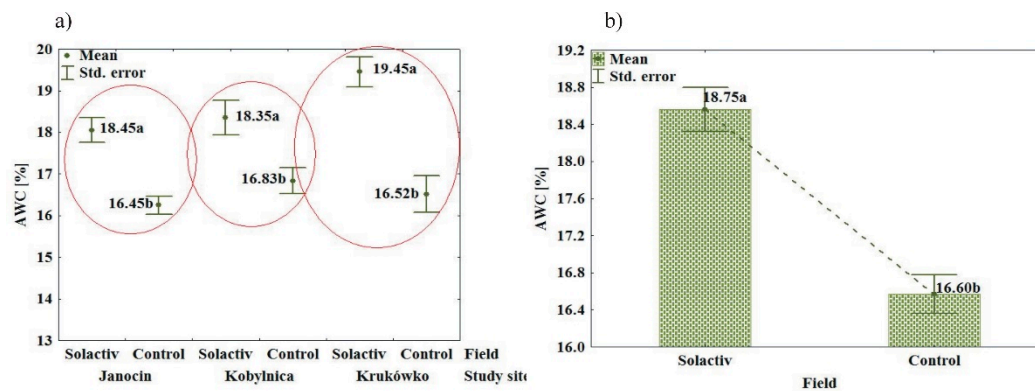 a)
20
19
18
17
16
15
14
13
AWC [%]
Mean
Std. error
18.45a
16.45b
18.35a
16.83b
19.45a
16.52b
Solactiv Control Solactiv Control Solactiv Control Field
Janocin Kobylnica Krukówko Study site
b)
19.2
18.8
18.4
18.0
17.6
17.2
16.8
16.4
16.0
AWC [%]
Mean
Std. error
18.75a
16.60b
Solactiv Control
Field